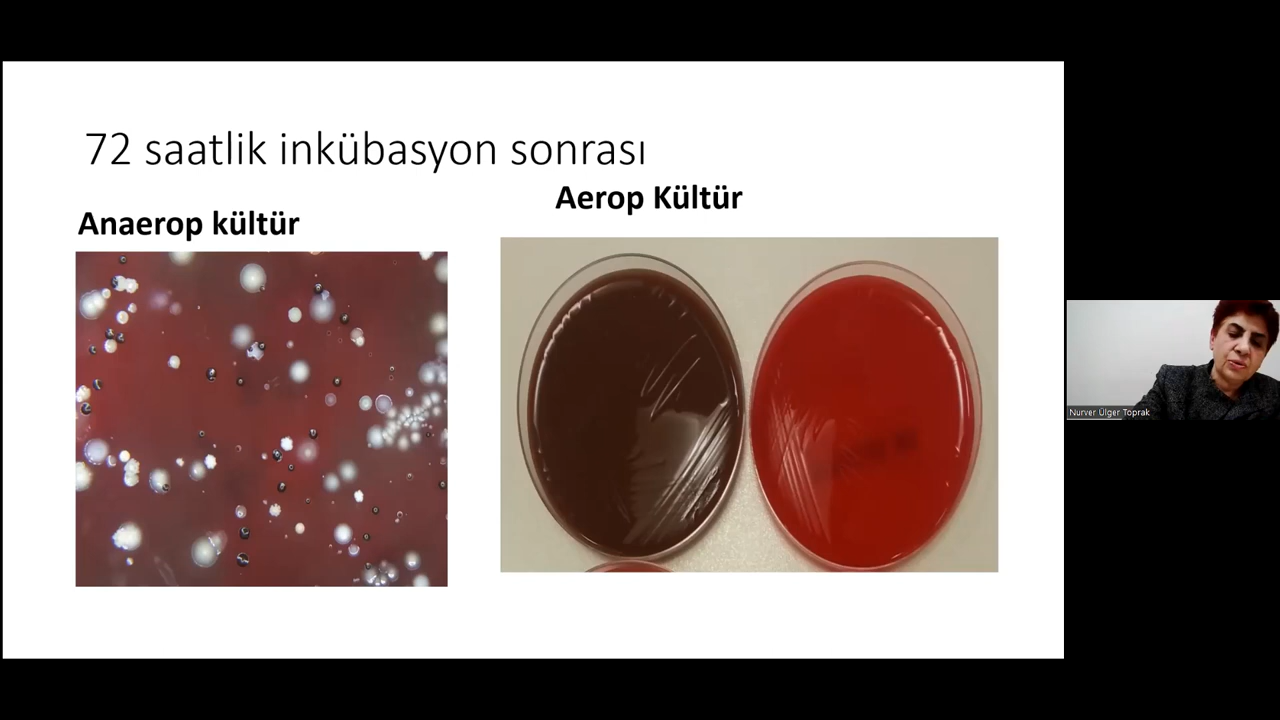 72 saatlik inkübasyon sonrası
Aerop Kültür
Anaerop kültür
Nurver Ülger Toprak